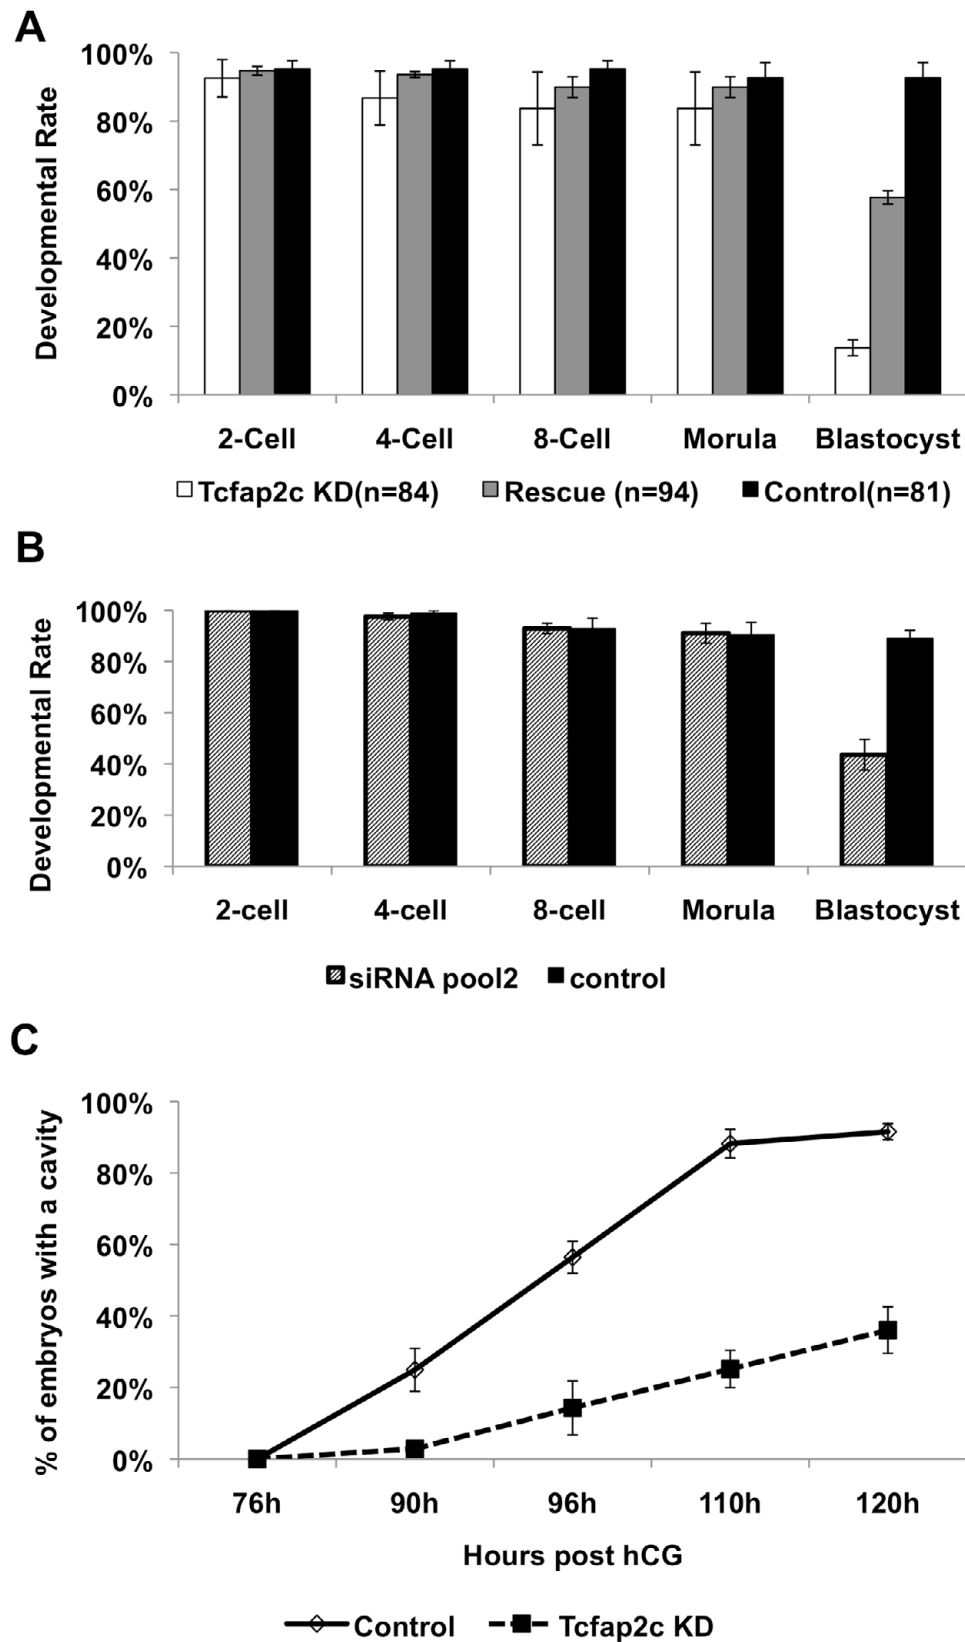 A
100%
80%
60%
40%
20%
0%
Developmental Rate
2-Cell 4-Cell 8-Cell Morula Blastocyst
Tcfap2c KD(n=84) Rescue (n=94) Control(n=81)
B
100%
80%
60%
40%
20%
0%
Developmental Rate
2-cell 4-cell 8-cell Morula Blastocyst
siRNA pool2 control
C
100%
80%
60%
40%
20%
0%
% of embryos with a cavity
76h 90h 96h 110h 120h
Hours post hCG
Control Tcfap2c KD